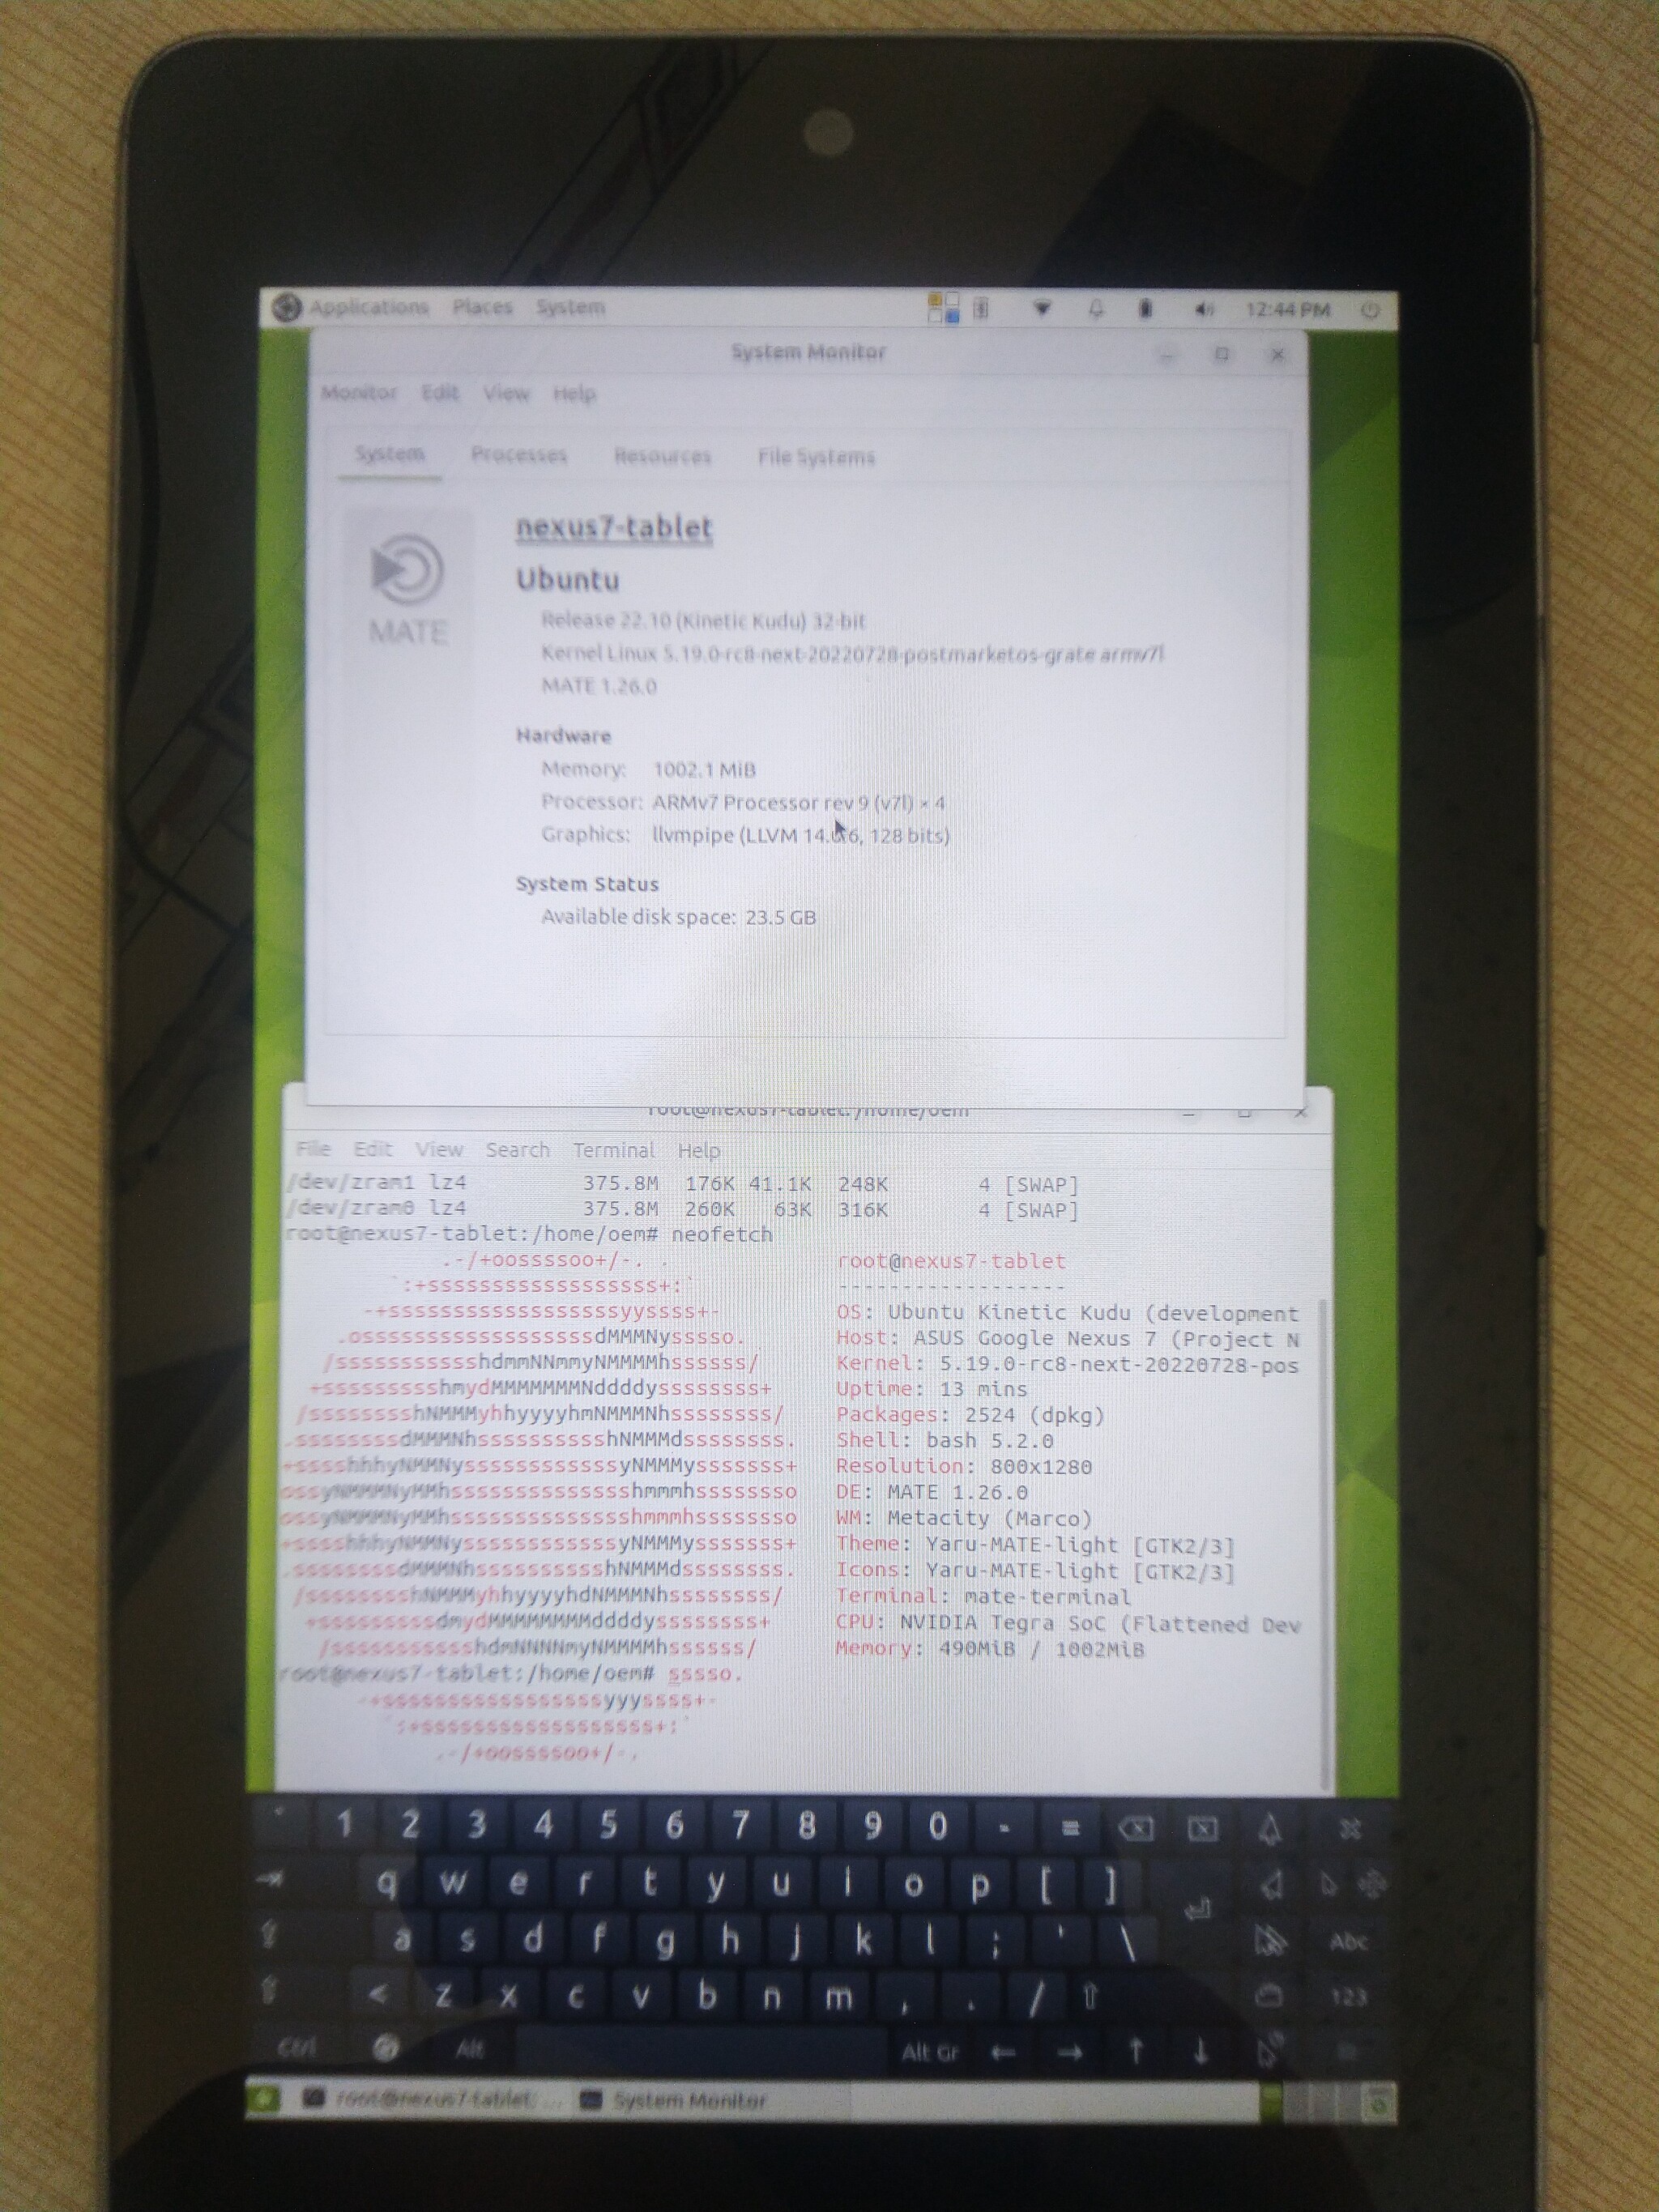 Applications Places System 12:44 PM
System Monitor
Monitor Edit View Help
System Processes Resources File Systems
MATE
nexus7-tablet
Ubuntu
Release 22.10 (Kinetic Kudu) 32-bit
Kernel Linux 5.19.0-rc8-next-20220728-postmarketos-grate armv7l
MATE 1.26.0
Hardware
Memory: 1002.1 MiB
Processor: ARMv7 Processor rev 9 (v7l) × 4
Graphics: llvmpipe (LLVM 14.0.6, 128 bits)
System Status
Available disk space: 23.5 GB
root@nexus7-tablet: /home/oem
File Edit View Search Terminal Help
/dev/zram1 lz4 375.8M 176K 41.1K 248K 4 [SWAP]
/dev/zram0 lz4 375.8M 260K 63K 316K 4 [SWAP]
root@nexus7-tablet:/home/oem# neofetch
.-/+oossssoo+/-. root@nexus7-tablet
`:+ssssssssssssssssss+:` ------------------
-+ssssssssssssssssssyyssss+- OS: Ubuntu Kinetic Kudu (development
.ossssssssssssssssssdMMMNysssso. Host: ASUS Google Nexus 7 (Project N
/ssssssssssshdmmNNmmyNMMMMhssssss/ Kernel: 5.19.0-rc8-next-20220728-pos
+ssssssssshmydMMMMMMMNddddyssssssss+ Uptime: 13 mins
/sssssssshNMMMyhhyyyyhmNMMMNhssssssss/ Packages: 2524 (dpkg)
.ssssssssdMMMNhsssssssssshNMMMdssssssss. Shell: bash 5.2.0
+sssshhhyNMMNyssssssssssssyNMMMysssssss+ Resolution: 800x1280
ossyNMMMNyMMhsssssssssssssshmmmhssssssso DE: MATE 1.26.0
ossyNMMMNyMMhsssssssssssssshmmmhssssssso WM: Metacity (Marco)
+sssshhhyNMMNyssssssssssssyNMMMysssssss+ Theme: Yaru-MATE-light [GTK2/3]
.ssssssssdMMMNhsssssssssshNMMMdssssssss. Icons: Yaru-MATE-light [GTK2/3]
/sssssssshNMMMyhhyyyyhdNMMMNhssssssss/ Terminal: mate-terminal
+sssssssssdmydMMMMMMMMddddyssssssss+ CPU: NVIDIA Tegra SoC (Flattened Dev
/ssssssssssshdmNNNNmyNMMMMhssssss/ Memory: 490MiB / 1002MiB
root@nexus7-tablet:/home/oem# sssso.
-+sssssssssssssssssyyyssss+-
`:+ssssssssssssssssss+:`
.-/+oossssoo+/-.
` 1 2 3 4 5 6 7 8 9 0 - =
q w e r t y u i o p [ ]
a s d f g h j k l ; ' \ Abc
< z x c v b n m , . / 123
Ctrl Alt Alt Gr ← → ↑ ↓
root@nexus7-tablet: ... System Monitor